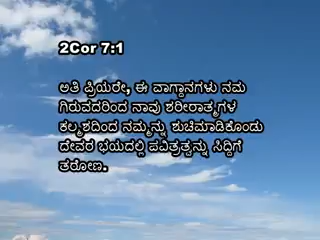 2Cor 7:1
ಅತಿ ಪ್ರಿಯರೇ, ಈ ವಾಗ್ದಾನಗಳು ನಮ
ಗಿರುವದರಿಂದ ನಾವು ಶರೀರಾತ್ಮಗಳ
ಕಲ್ಮಶದಿಂದ ನಮ್ಮನ್ನು ಶುಚಿಮಾಡಿಕೊಂಡು
ದೇವರ ಭಯದಲ್ಲಿ ಪವಿತ್ರತ್ವನ್ನು ಸಿದ್ದಿಗೆ
ತರೋಣ.